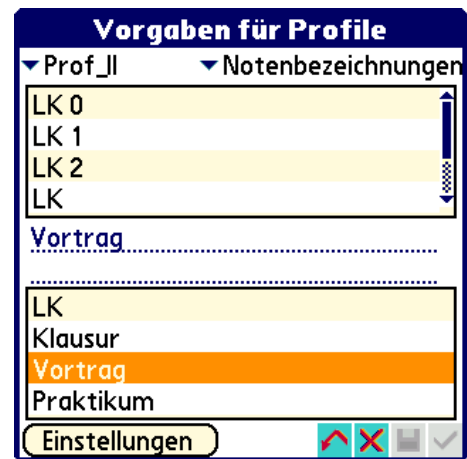 Vorgaben für Profile
Prof_II Notenbezeichnungen
LK 0
LK 1
LK 2
LK
Vortrag
LK
Klausur
Vortrag
Praktikum
Einstellungen